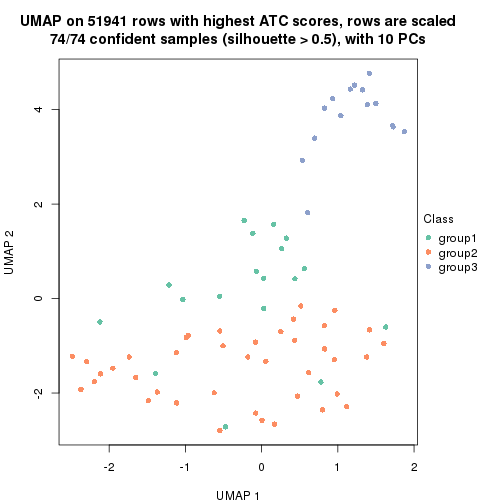 UMAP on 51941 rows with highest ATC scores, rows are scaled
74/74 confident samples (silhouette > 0.5), with 10 PCs
4
2
0
-2
UMAP 2
-2
-1
0
1
2
UMAP 1
Class
group1
group2
group3